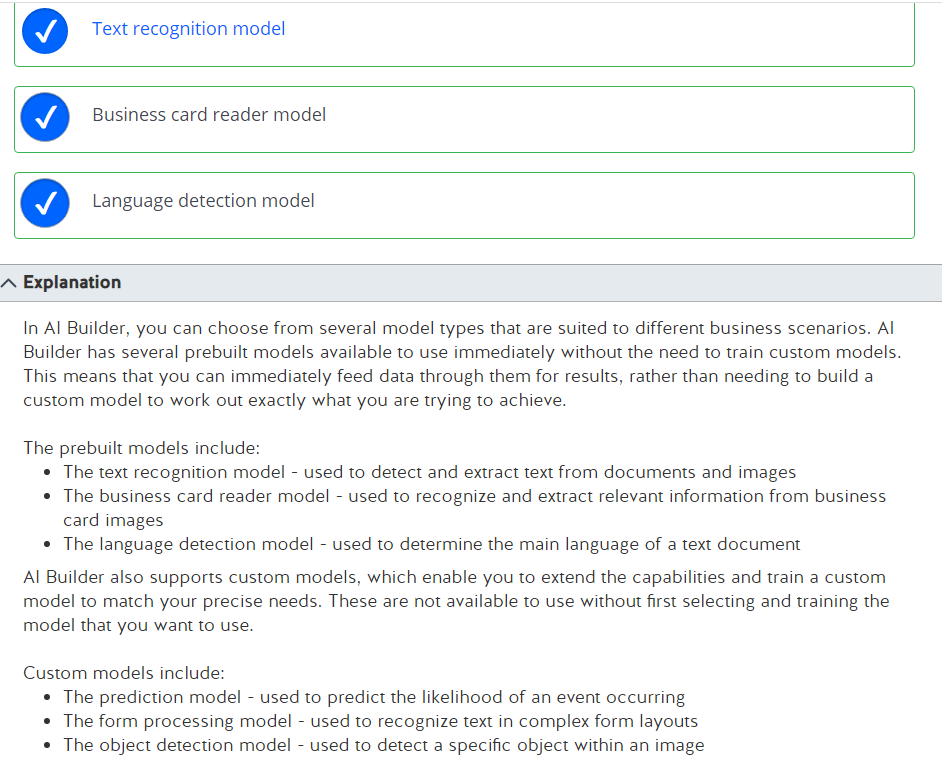 Text recognition model
Business card reader model
Language detection model
Explanation
In AI Builder, you can choose from several model types that are suited to different business scenarios. AI
Builder has several prebuilt models available to use immediately without the need to train custom models.
This means that you can immediately feed data through them for results, rather than needing to build a
custom model to work out exactly what you are trying to achieve.
The prebuilt models include:
• The text recognition model - used to detect and extract text from documents and images
• The business card reader model - used to recognize and extract relevant information from business
card images
• The language detection model - used to determine the main language of a text document
AI Builder also supports custom models, which enable you to extend the capabilities and train a custom
model to match your precise needs. These are not available to use without first selecting and training the
model that you want to use.
Custom models include:
• The prediction model - used to predict the likelihood of an event occurring
• The form processing model - used to recognize text in complex form layouts
• The object detection model - used to detect a specific object within an image